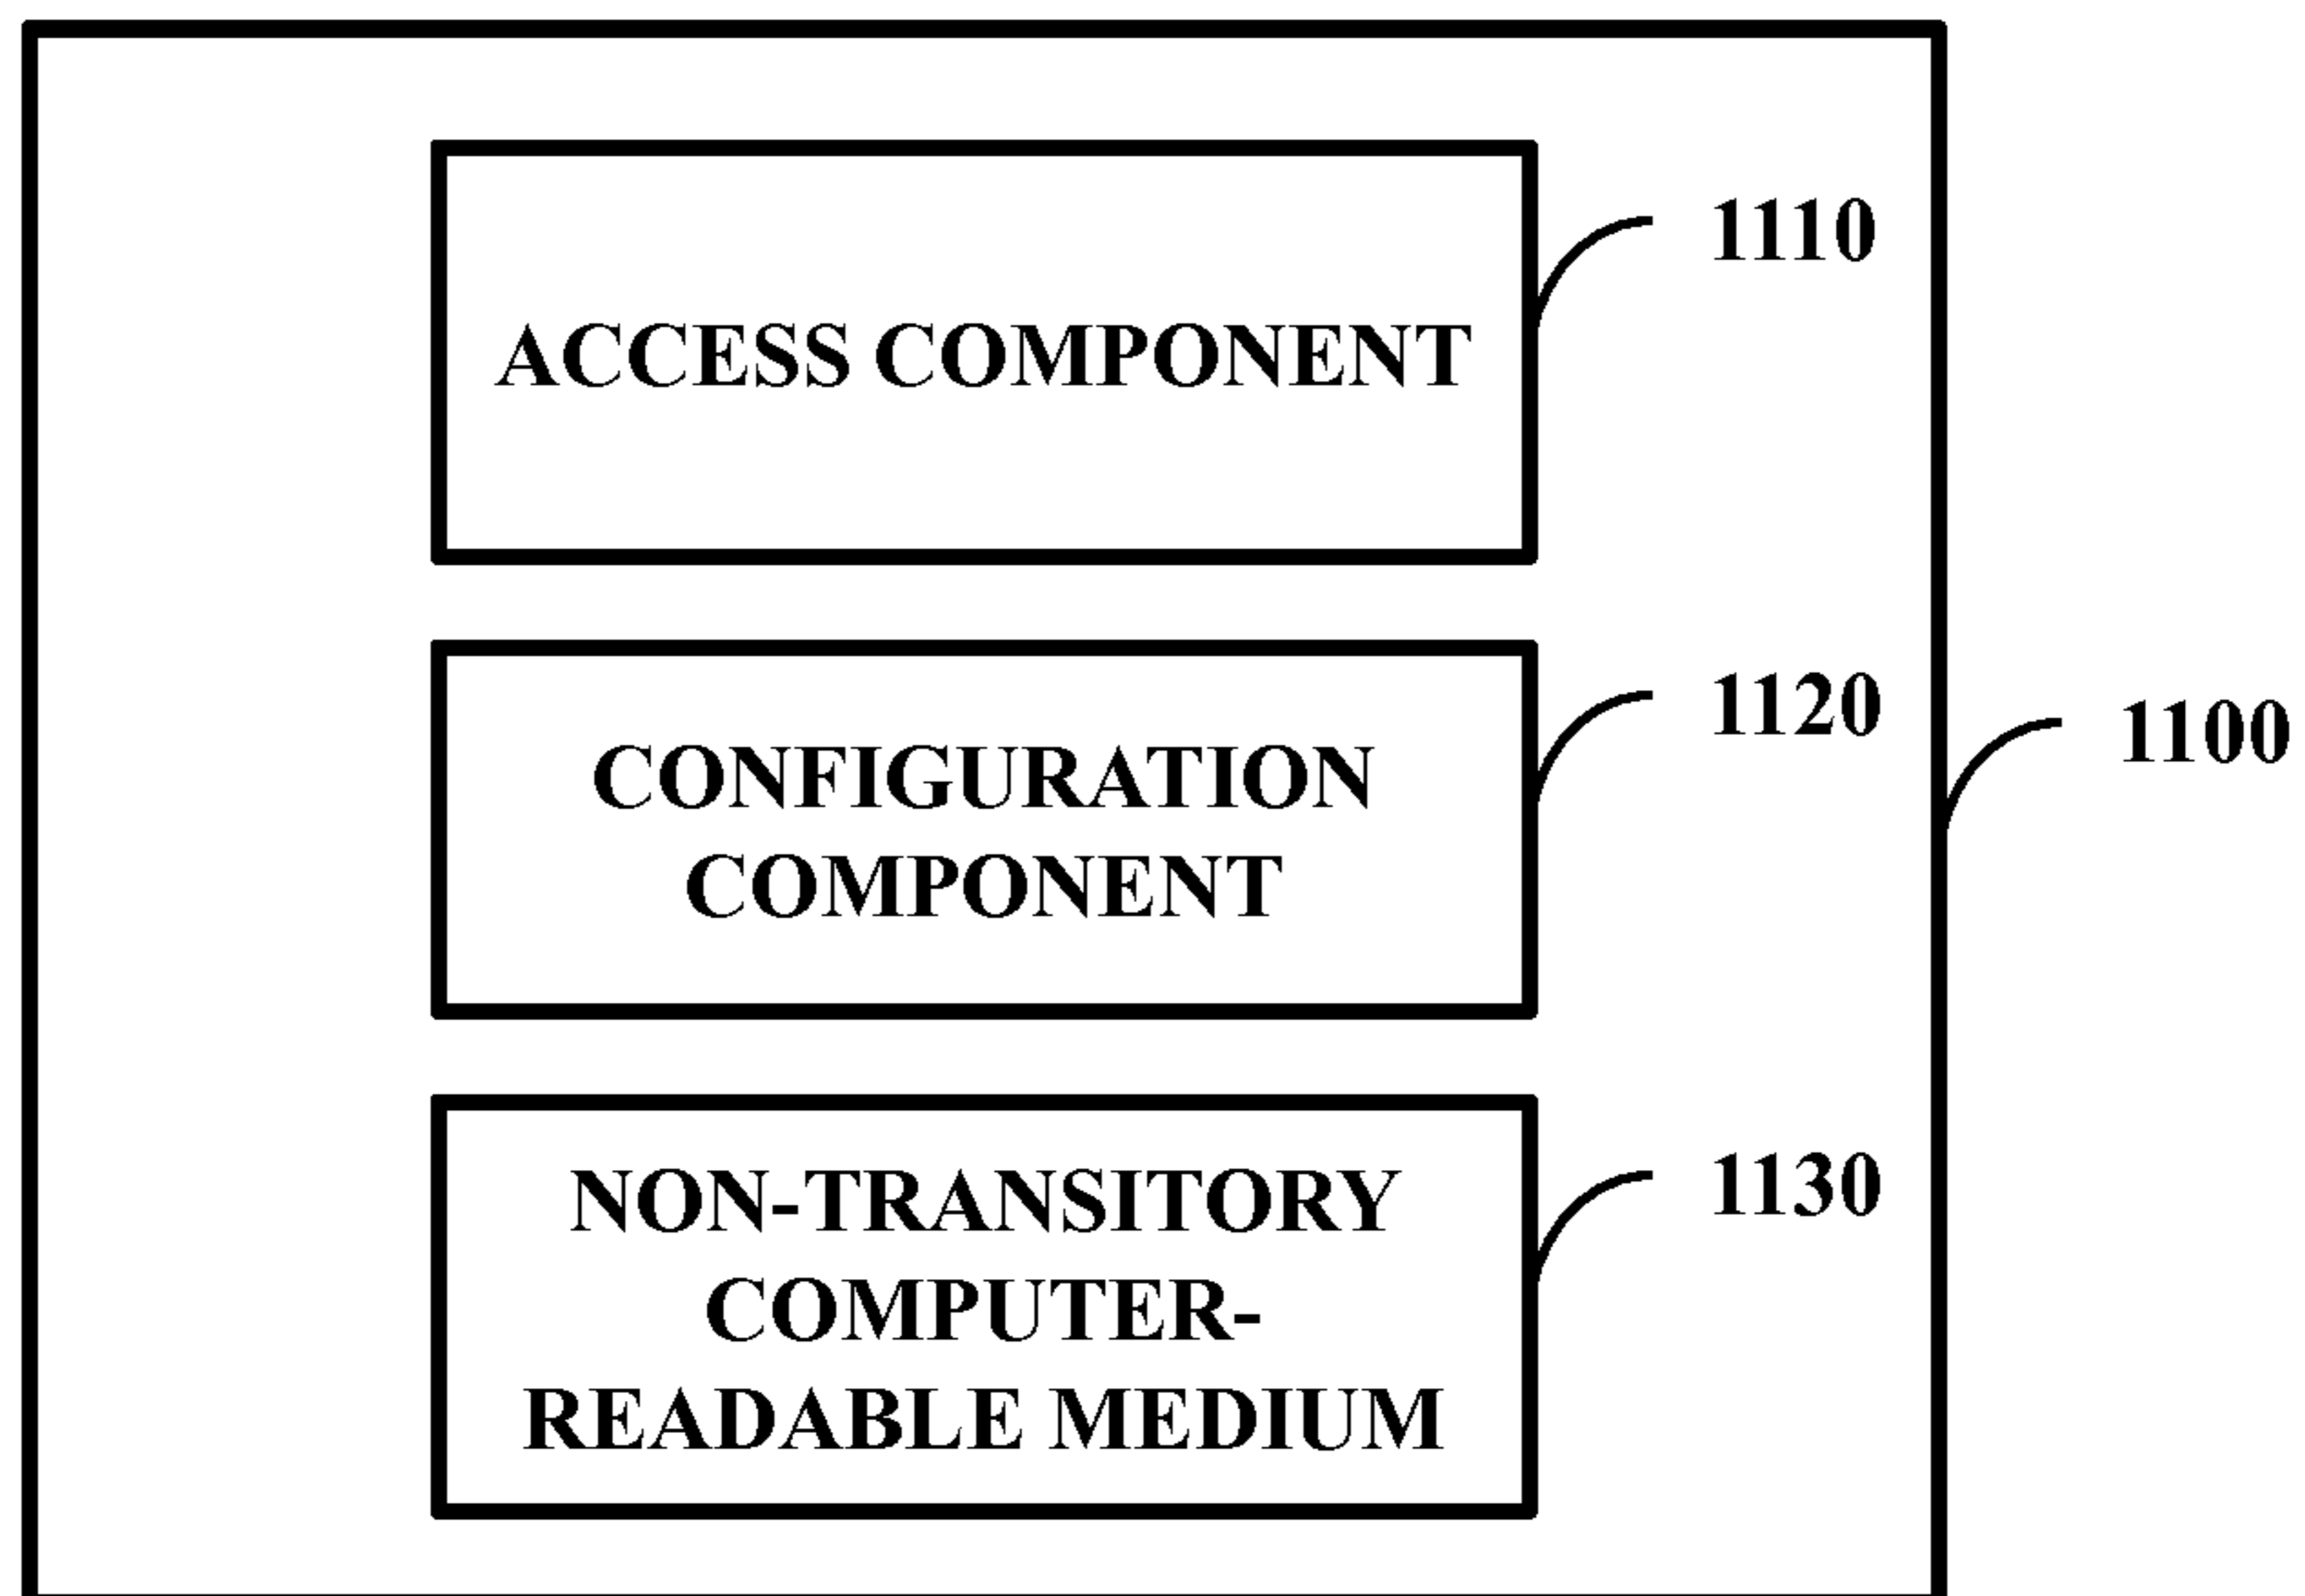 1110
ACCESS COMPONENT
1120
1100
CONFIGURATION
COMPONENT
1130
NON-TRANSITORY
COMPUTER-
READABLE MEDIUM